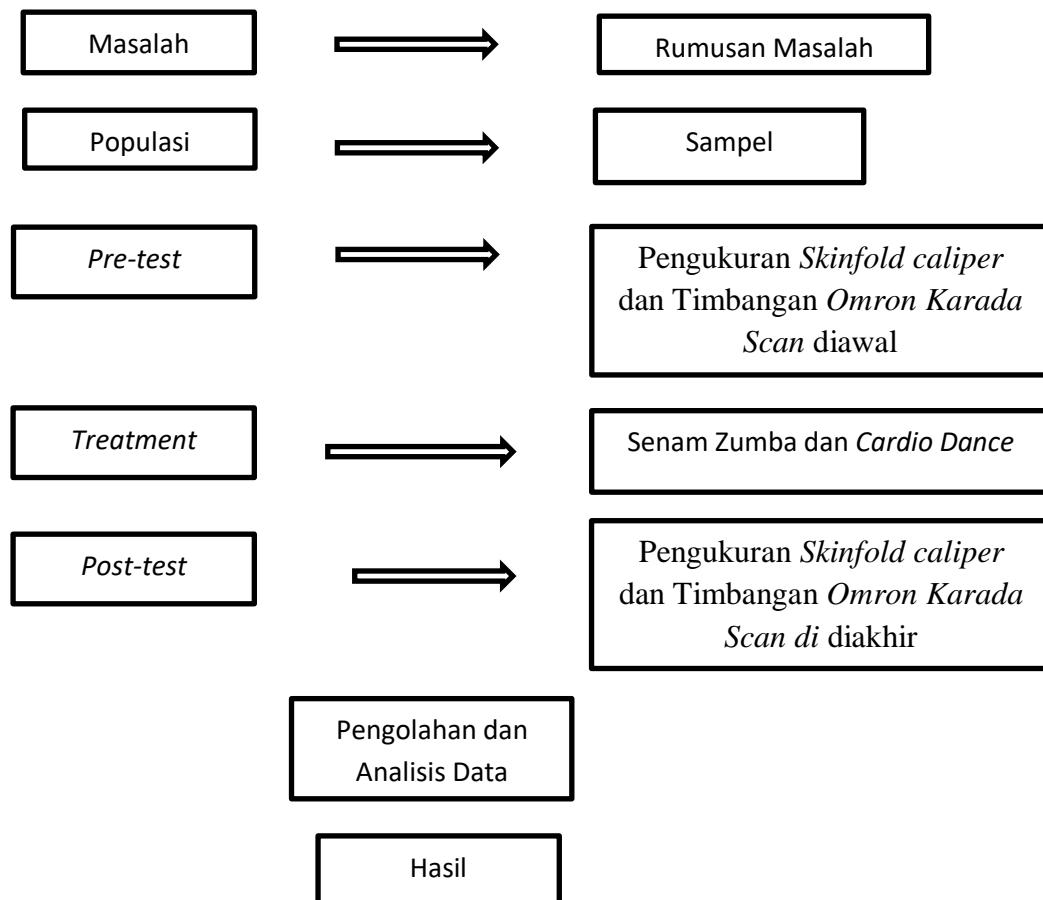 Masalah
Rumusan Masalah
Populasi
Sampel
Pre-test
Pengukuran Skinfold caliper
dan Timbangan Omron Karada
Scan diawal
Treatment
Senam Zumba dan Cardio Dance
Post-test
Pengukuran Skinfold caliper
dan Timbangan Omron Karada
Scan di diakhir
Pengolahan dan
Analisis Data
Hasil